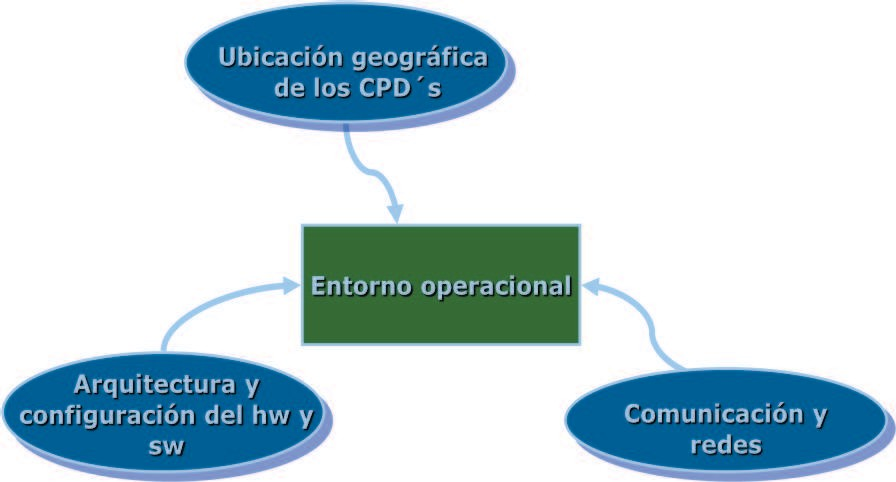 Ubicación geográfica
de los CPD´s
Entorno operacional
Arquitectura y
configuración del hw y
sw
Comunicación y
redes